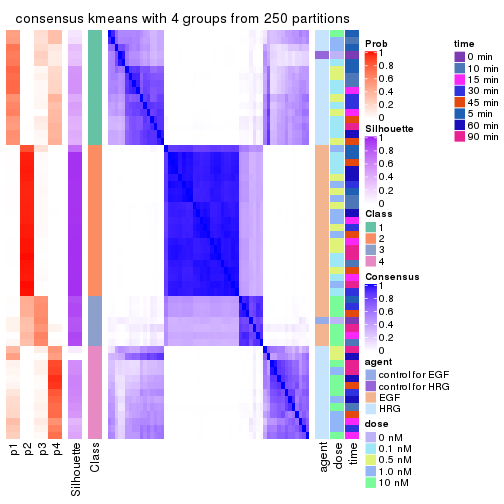 consensus kmeans with 4 groups from 250 partitions
p1
p2
p3
p4
Silhouette
Class
agent
dose
time
Prob
1
0.8
0.6
0.4
0.2
0
Silhouette
1
0.8
0.6
0.4
0.2
0
Class
1
2
3
4
Consensus
1
0.8
0.6
0.4
0.2
0
agent
control for EGF
control for HRG
EGF
HRG
dose
0 nM
0.1 nM
0.5 nM
1.0 nM
10 nM
time
0 min
10 min
15 min
30 min
45 min
5 min
60 min
90 min